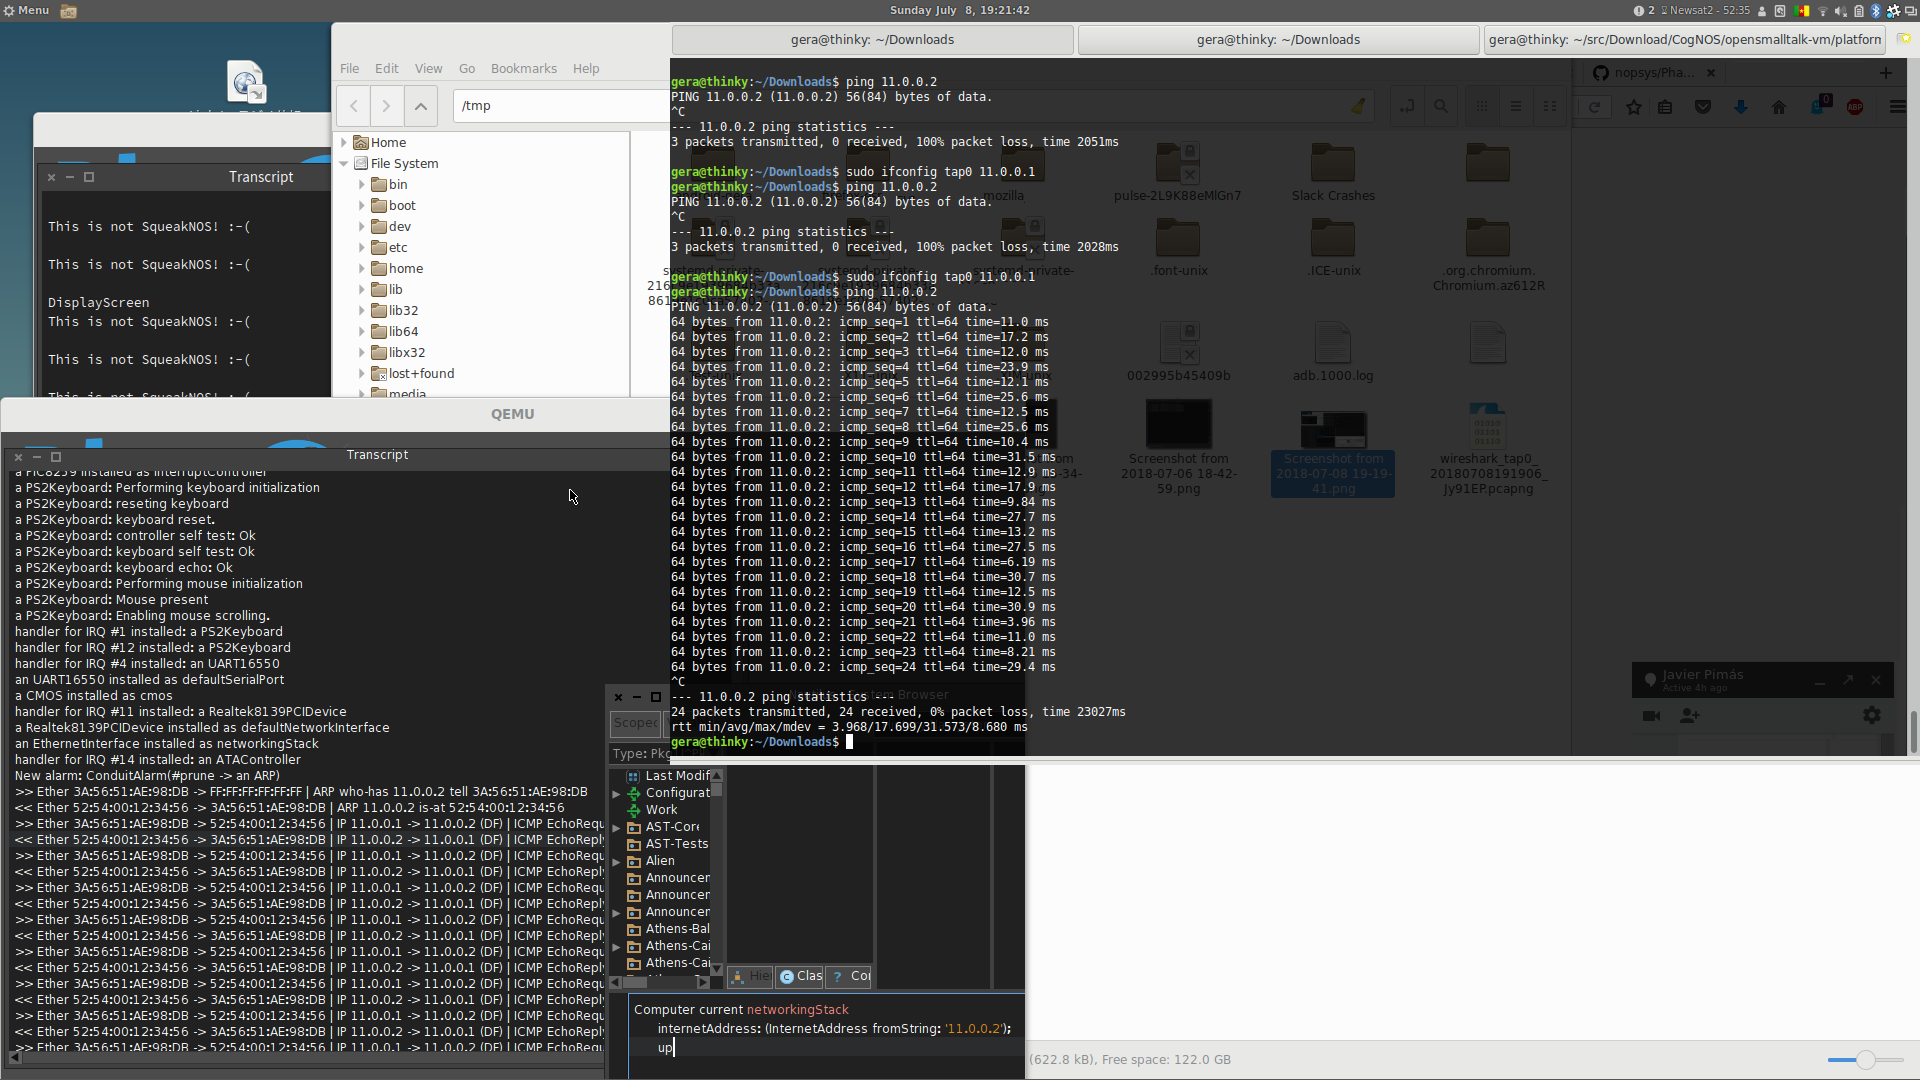 Menu
Sunday July 8, 19:21:42
2
Newsat2 - 52:35
gera@thinky: ~/Downloads
gera@thinky: ~/Downloads
gera@thinky: ~/src/Download/CogNOS/opensmalltalk-vm/platform
File Edit View Go Bookmarks Help
/tmp
nopsys/Pha...
Home
File System
bin
boot
dev
etc
home
lib
lib32
lib64
libx32
lost+found
media
Transcript
This is not SqueakNOS! :-(
This is not SqueakNOS! :-(
DisplayScreen
This is not SqueakNOS! :-(
This is not SqueakNOS! :-(
This is not SqueakNOS! :-(
gera@thinky:~/Downloads$ ping 11.0.0.2
PING 11.0.0.2 (11.0.0.2) 56(84) bytes of data.
^C
--- 11.0.0.2 ping statistics ---
3 packets transmitted, 0 received, 100% packet loss, time 2051ms
gera@thinky:~/Downloads$ sudo ifconfig tap0 11.0.0.1
gera@thinky:~/Downloads$ ping 11.0.0.2
PING 11.0.0.2 (11.0.0.2) 56(84) bytes of data.
^C
--- 11.0.0.2 ping statistics ---
3 packets transmitted, 0 received, 100% packet loss, time 2028ms
gera@thinky:~/Downloads$ sudo ifconfig tap0 11.0.0.1
gera@thinky:~/Downloads$ ping 11.0.0.2
PING 11.0.0.2 (11.0.0.2) 56(84) bytes of data.
64 bytes from 11.0.0.2: icmp_seq=1 ttl=64 time=11.0 ms
64 bytes from 11.0.0.2: icmp_seq=2 ttl=64 time=17.2 ms
64 bytes from 11.0.0.2: icmp_seq=3 ttl=64 time=12.0 ms
64 bytes from 11.0.0.2: icmp_seq=4 ttl=64 time=23.9 ms
64 bytes from 11.0.0.2: icmp_seq=5 ttl=64 time=12.1 ms
64 bytes from 11.0.0.2: icmp_seq=6 ttl=64 time=25.6 ms
64 bytes from 11.0.0.2: icmp_seq=7 ttl=64 time=12.5 ms
64 bytes from 11.0.0.2: icmp_seq=8 ttl=64 time=25.6 ms
64 bytes from 11.0.0.2: icmp_seq=9 ttl=64 time=10.4 ms
64 bytes from 11.0.0.2: icmp_seq=10 ttl=64 time=31.5 ms
64 bytes from 11.0.0.2: icmp_seq=11 ttl=64 time=12.9 ms
64 bytes from 11.0.0.2: icmp_seq=12 ttl=64 time=17.9 ms
64 bytes from 11.0.0.2: icmp_seq=13 ttl=64 time=9.84 ms
64 bytes from 11.0.0.2: icmp_seq=14 ttl=64 time=27.7 ms
64 bytes from 11.0.0.2: icmp_seq=15 ttl=64 time=13.2 ms
64 bytes from 11.0.0.2: icmp_seq=16 ttl=64 time=27.5 ms
64 bytes from 11.0.0.2: icmp_seq=17 ttl=64 time=6.19 ms
64 bytes from 11.0.0.2: icmp_seq=18 ttl=64 time=30.7 ms
64 bytes from 11.0.0.2: icmp_seq=19 ttl=64 time=12.5 ms
64 bytes from 11.0.0.2: icmp_seq=20 ttl=64 time=30.9 ms
64 bytes from 11.0.0.2: icmp_seq=21 ttl=64 time=3.96 ms
64 bytes from 11.0.0.2: icmp_seq=22 ttl=64 time=11.0 ms
64 bytes from 11.0.0.2: icmp_seq=23 ttl=64 time=8.21 ms
64 bytes from 11.0.0.2: icmp_seq=24 ttl=64 time=29.4 ms
^C
--- 11.0.0.2 ping statistics ---
24 packets transmitted, 24 received, 0% packet loss, time 23027ms
rtt min/avg/max/mdev = 3.968/17.699/31.573/8.680 ms
gera@thinky:~/Downloads$
mozilla
pulse-2L9K88eMlGn7
Slack Crashes
.font-unix
.ICE-unix
.org.chromium.
Chromium.az612R
002995b45409b
adb.1000.log
Screenshot from
2018-07-06 18-42-
59.png
Screenshot from
2018-07-08 19-19-
41.png
wireshark_tap0_
20180708191906_
Jy91EP.pcapng
Javier Pimás
Active 4h ago
QEMU
Transcript
a PIC8259 installed as interruptController
a PS2Keyboard: Performing keyboard initialization
a PS2Keyboard: reseting keyboard
a PS2Keyboard: keyboard reset.
a PS2Keyboard: controller self test: Ok
a PS2Keyboard: keyboard self test: Ok
a PS2Keyboard: keyboard echo: Ok
a PS2Keyboard: Performing mouse initialization
a PS2Keyboard: Mouse present
a PS2Keyboard: Enabling mouse scrolling.
handler for IRQ #1 installed: a PS2Keyboard
handler for IRQ #12 installed: a PS2Keyboard
handler for IRQ #4 installed: an UART16550
an UART16550 installed as defaultSerialPort
a CMOS installed as cmos
handler for IRQ #11 installed: a Realtek8139PCIDevice
a Realtek8139PCIDevice installed as defaultNetworkInterface
an EthernetInterface installed as networkingStack
handler for IRQ #14 installed: an ATAController
New alarm: ConduitAlarm(#prune -> an ARP)
>> Ether 3A:56:51:AE:98:DB -> FF:FF:FF:FF:FF:FF | ARP who-has 11.0.0.2 tell 3A:56:51:AE:98:DB
<< Ether 52:54:00:12:34:56 -> 3A:56:51:AE:98:DB | ARP 11.0.0.2 is-at 52:54:00:12:34:56
>> Ether 3A:56:51:AE:98:DB -> 52:54:00:12:34:56 | IP 11.0.0.1 -> 11.0.0.2 (DF) | ICMP EchoRequ
<< Ether 52:54:00:12:34:56 -> 3A:56:51:AE:98:DB | IP 11.0.0.2 -> 11.0.0.1 (DF) | ICMP EchoReply
>> Ether 3A:56:51:AE:98:DB -> 52:54:00:12:34:56 | IP 11.0.0.1 -> 11.0.0.2 (DF) | ICMP EchoRequ
<< Ether 52:54:00:12:34:56 -> 3A:56:51:AE:98:DB | IP 11.0.0.2 -> 11.0.0.1 (DF) | ICMP EchoReply
>> Ether 3A:56:51:AE:98:DB -> 52:54:00:12:34:56 | IP 11.0.0.1 -> 11.0.0.2 (DF) | ICMP EchoRequ
<< Ether 52:54:00:12:34:56 -> 3A:56:51:AE:98:DB | IP 11.0.0.2 -> 11.0.0.1 (DF) | ICMP EchoReply
>> Ether 3A:56:51:AE:98:DB -> 52:54:00:12:34:56 | IP 11.0.0.1 -> 11.0.0.2 (DF) | ICMP EchoRequ
<< Ether 52:54:00:12:34:56 -> 3A:56:51:AE:98:DB | IP 11.0.0.2 -> 11.0.0.1 (DF) | ICMP EchoReply
>> Ether 3A:56:51:AE:98:DB -> 52:54:00:12:34:56 | IP 11.0.0.1 -> 11.0.0.2 (DF) | ICMP EchoRequ
<< Ether 52:54:00:12:34:56 -> 3A:56:51:AE:98:DB | IP 11.0.0.2 -> 11.0.0.1 (DF) | ICMP EchoReply
>> Ether 3A:56:51:AE:98:DB -> 52:54:00:12:34:56 | IP 11.0.0.1 -> 11.0.0.2 (DF) | ICMP EchoRequ
<< Ether 52:54:00:12:34:56 -> 3A:56:51:AE:98:DB | IP 11.0.0.2 -> 11.0.0.1 (DF) | ICMP EchoReply
>> Ether 3A:56:51:AE:98:DB -> 52:54:00:12:34:56 | IP 11.0.0.1 -> 11.0.0.2 (DF) | ICMP EchoRequ
<< Ether 52:54:00:12:34:56 -> 3A:56:51:AE:98:DB | IP 11.0.0.2 -> 11.0.0.1 (DF) | ICMP EchoReply
>> Ether 3A:56:51:AE:98:DB -> 52:54:00:12:34:56 | IP 11.0.0.1 -> 11.0.0.2 (DF) | ICMP EchoRequ
System Browser
Scoped
Type: Pkg
Last Modif
Configurat
Work
AST-Core
AST-Tests
Alien
Announcer
Announcer
Announcer
Athens-Bal
Athens-Cai
Athens-Cai
Hie
Clas
Cor
Computer current networkingStack
internetAddress: (InternetAddress fromString: '11.0.0.2');
up
(622.8 kB), Free space: 122.0 GB